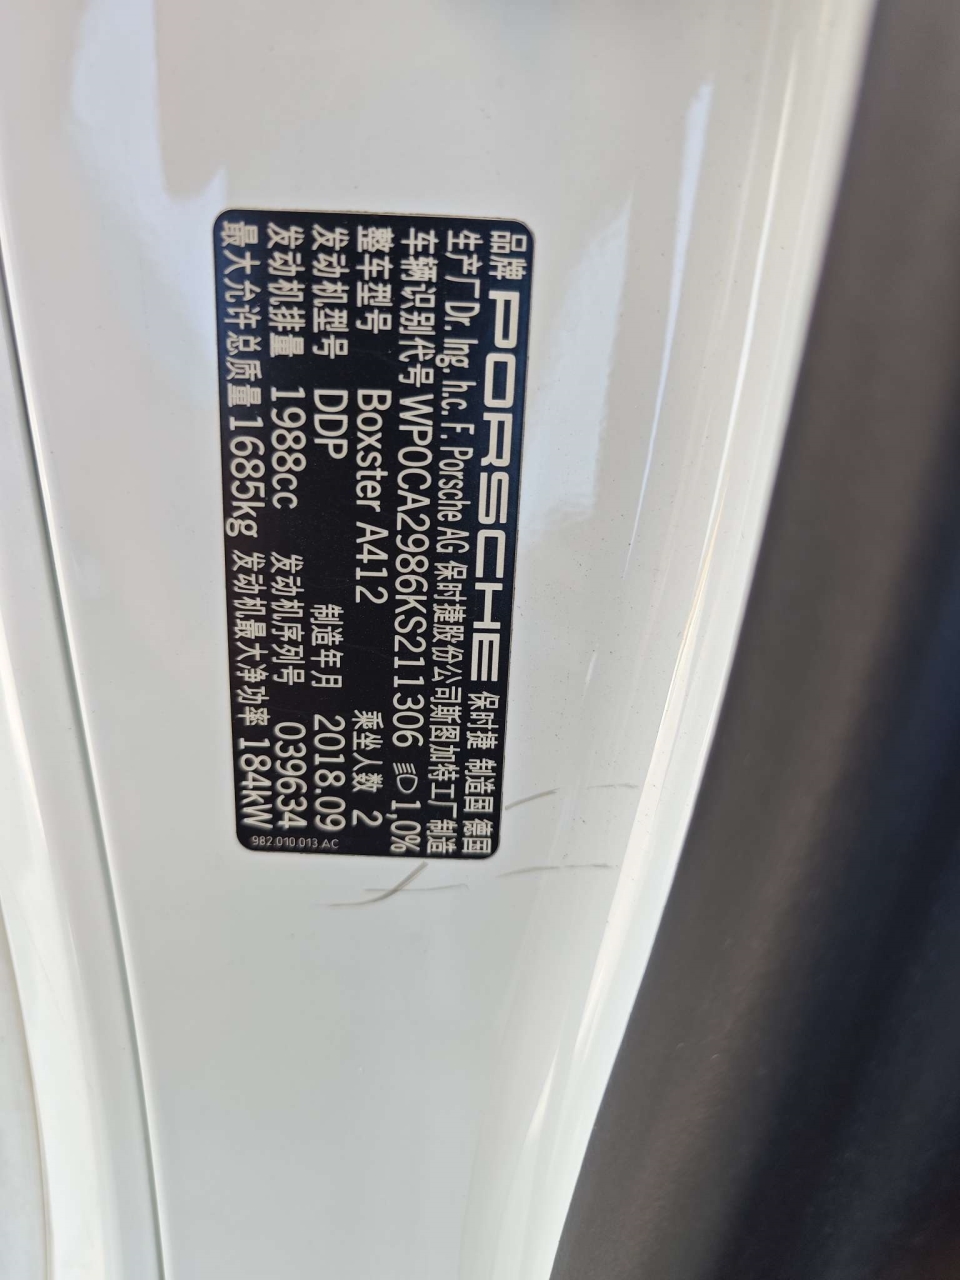 品牌 PORSCHE 保时捷 制造国 德国
生产厂 Dr. Ing. h.c. F. Porsche AG 保时捷股份公司斯图加特工厂 制造
车辆识别代号 WP0CA2986KS211306 1,0%
整车型号 Boxster A412 乘坐人数 2
发动机型号 DDP 制造年月 2018.09
发动机排量 1988cc 发动机序列号 039634
最大允许总质量 1685kg 发动机最大净功率 184kW
982.010.013.AC